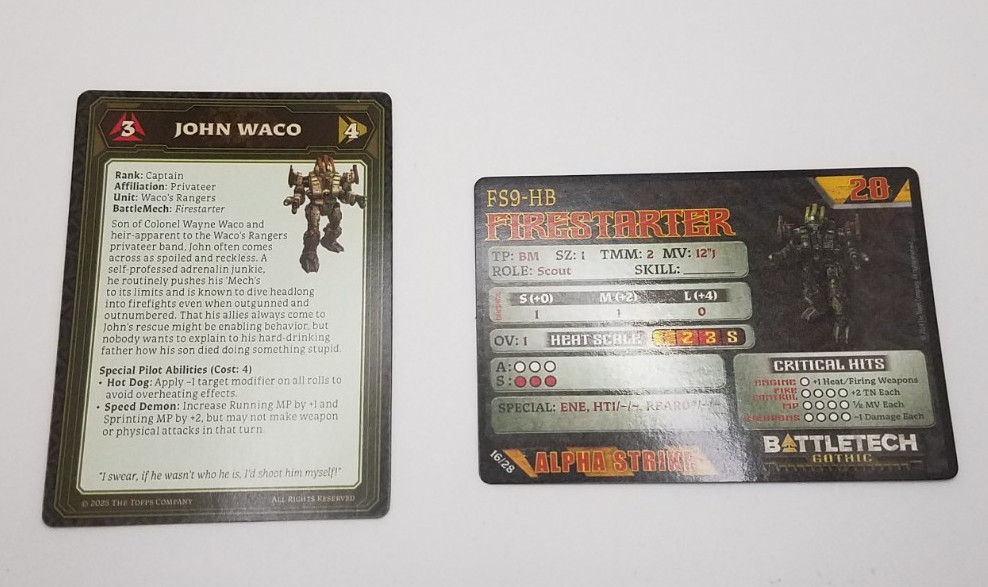 3 JOHN WACO 4
Rank: Captain
Affiliation: Privateer
Unit: Waco's Rangers
BattleMech: Firestarter
Son of Colonel Wayne Waco and
heir-apparent to the Waco's Rangers
privateer band, John often comes
across as spoiled and reckless. A
self-professed adrenalin junkie,
he routinely pushes his 'Mech's
to its limits and is known to dive headlong
into firefights even when outgunned and
outnumbered. That his allies always come to
John's rescue might be enabling behavior, but
nobody wants to explain to his hard-drinking
father how his son died doing something stupid.
Special Pilot Abilities (Cost: 4)
• Hot Dog: Apply –1 target modifier on all rolls to
avoid overheating effects.
• Speed Demon: Increase Running MP by +1 and
Sprinting MP by +2, but may not make weapon
or physical attacks in that turn.
"I swear, if he wasn't who he is, I'd shoot him myself!"
© 2025 The Topps Company All Rights Reserved
FS9-HB
FIRESTARTER
28
TP: BM SZ: 1 TMM: 2 MV: 12"j
ROLE: Scout SKILL:
S (+0) M (+2) L (+4)
1 1 0
OV: 1 HEAT SCALE 2 3 S
A:
S:
SPECIAL: ENE, HT1/-/-,
CRITICAL HITS
ENGINE +1 Heat/Firing Weapons
FIRE CONTROL +2 TN Each
MP ½ MV Each
WEAPONS -1 Damage Each
16/28
ALPHA STRIKE
BATTLETECH
GOTHIC